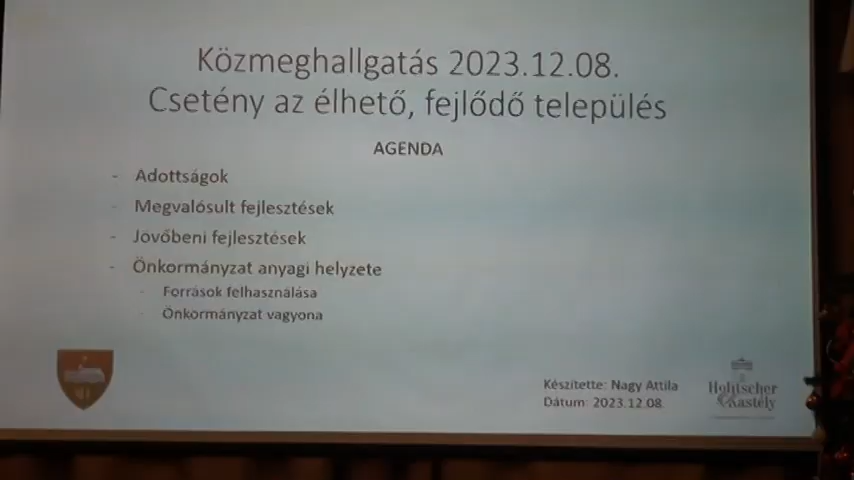 Közmeghallgatás 2023.12.08.
Csetény az élhető, fejlődő település
AGENDA
- Adottságok
- Megvalósult fejlesztések
- Jövőbeni fejlesztések
- Önkormányzat anyagi helyzete
- Források felhasználása
- Önkormányzat vagyona
Készítette: Nagy Attila
Dátum: 2023.12.08.
Holitscher
Kastély